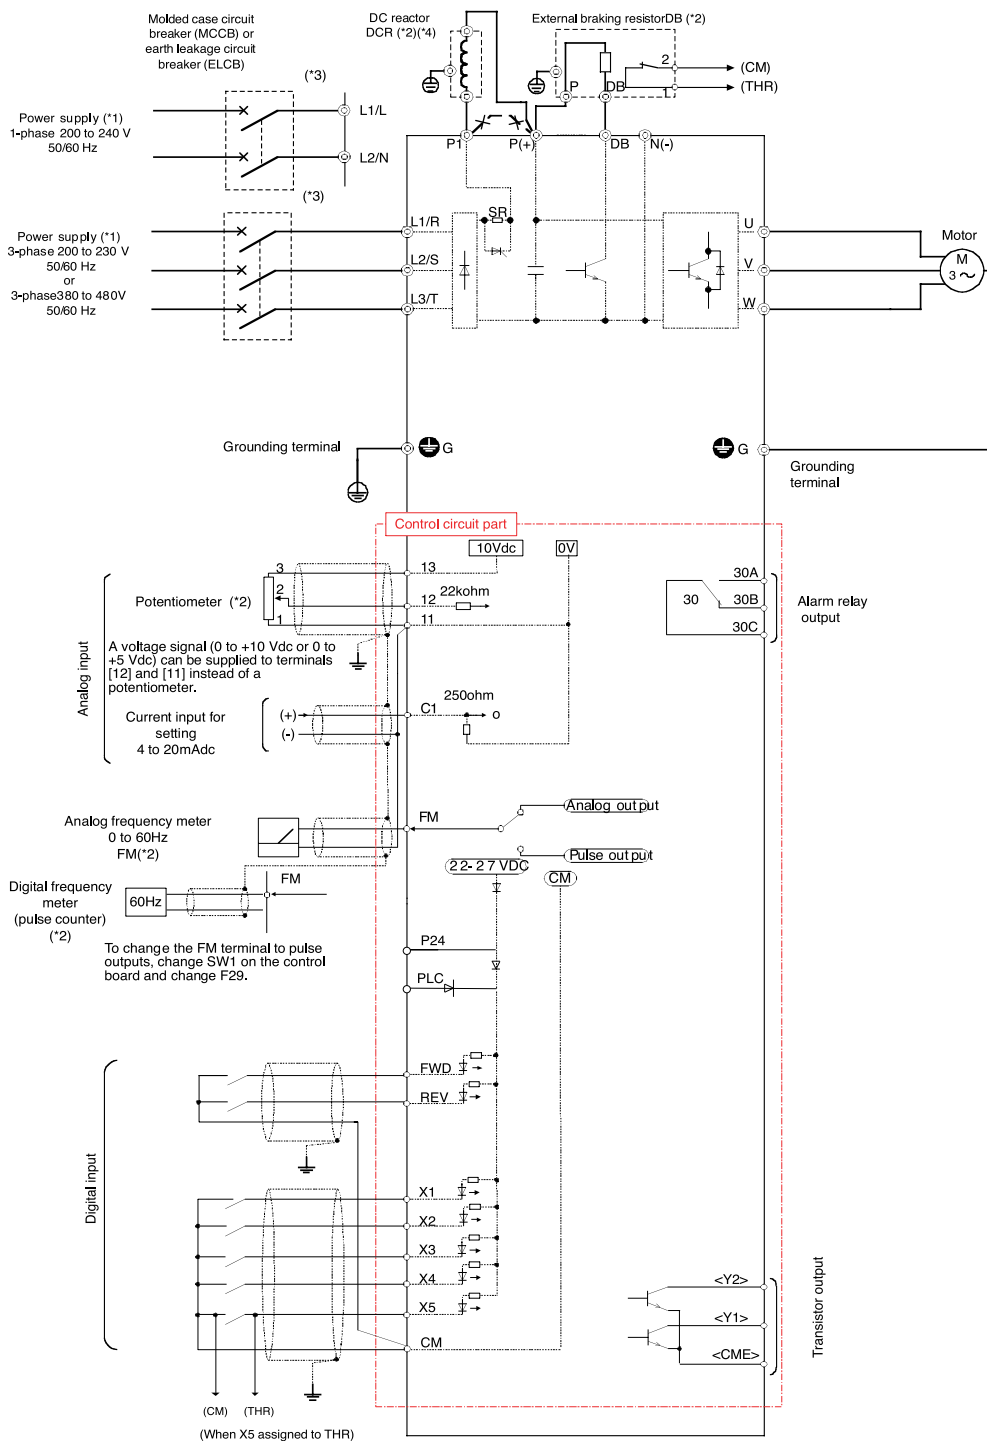 Molded case circuit
breaker (MCCB) or
earth leakage circuit
breaker (ELCB)
DC reactor
DCR (*2)(*4)
External braking resistorDB (*2)
(*3)
2
(CM)
P
DB
1
(THR)
L1/L
Power supply (*1)
1-phase 200 to 240 V
50/60 Hz
P1
P(+)
DB
N(-)
L2/N
(*3)
SR
L1/R
U
Power supply (*1)
3-phase 200 to 230 V
50/60 Hz
or
3-phase380 to 480V
50/60 Hz
Motor
L2/S
V
M
3
L3/T
W
Grounding terminal
G
G
Grounding
terminal
Control circuit part
10Vdc
0V
3
13
30A
2
12
22kohm
30
30B
Potentiometer (*2)
Alarm relay
output
1
11
30C
Analog input
A voltage signal (0 to +10 Vdc or 0 to
+5 Vdc) can be supplied to terminals
[12] and [11] instead of a
potentiometer.
250ohm
Current input for
setting
4 to 20mAdc
(+)
C1
o
(-)
Analog output
Analog frequency meter
0 to 60Hz
FM(*2)
FM
Pulse output
22-27 VDC
CM
Digital frequency
meter
(pulse counter)
(*2)
60Hz
FM
To change the FM terminal to pulse
outputs, change SW1 on the control
board and change F29.
P24
PLC
Digital input
FWD
REV
X1
X2
X3
X4
X5
CM
<Y2>
<Y1>
<CME>
Transistor output
(CM)
(THR)
(When X5 assigned to THR)